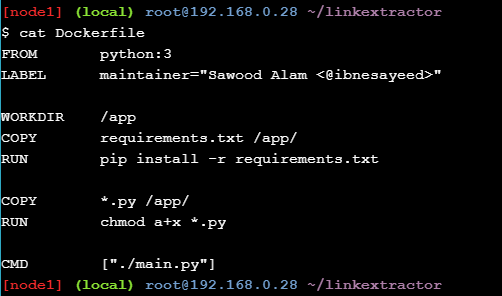 [node1] (local) root@192.168.0.28 ~/linkextractor
$ cat Dockerfile
FROM python:3
LABEL maintainer="Sawood Alam <@ibnesayeed>"
WORKDIR /app
COPY requirements.txt /app/
RUN pip install -r requirements.txt
COPY *.py /app/
RUN chmod a+x *.py
CMD ["./main.py"]
[node1] (local) root@192.168.0.28 ~/linkextractor